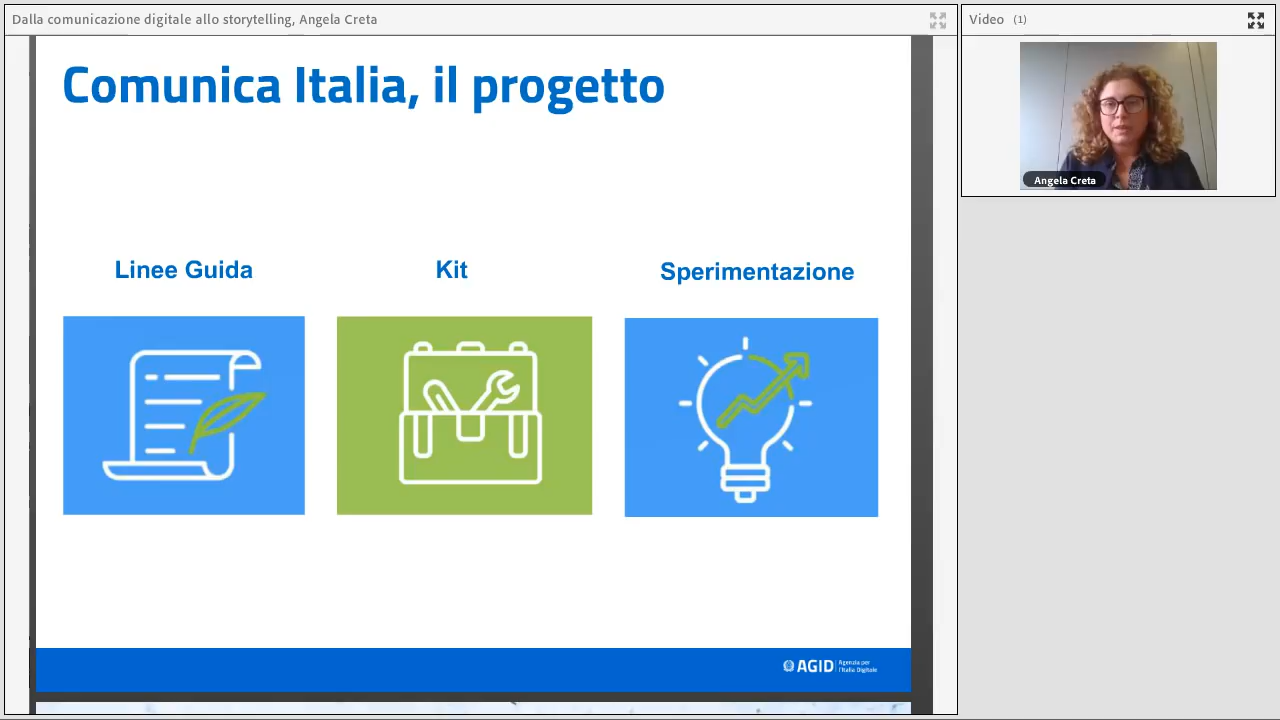 Dalla comunicazione digitale allo storytelling, Angela Creta
Video (1)
Comunica Italia, il progetto
Angela Creta
Linee Guida
Kit
Sperimentazione
AGID
Agenzia per
l'Italia Digitale